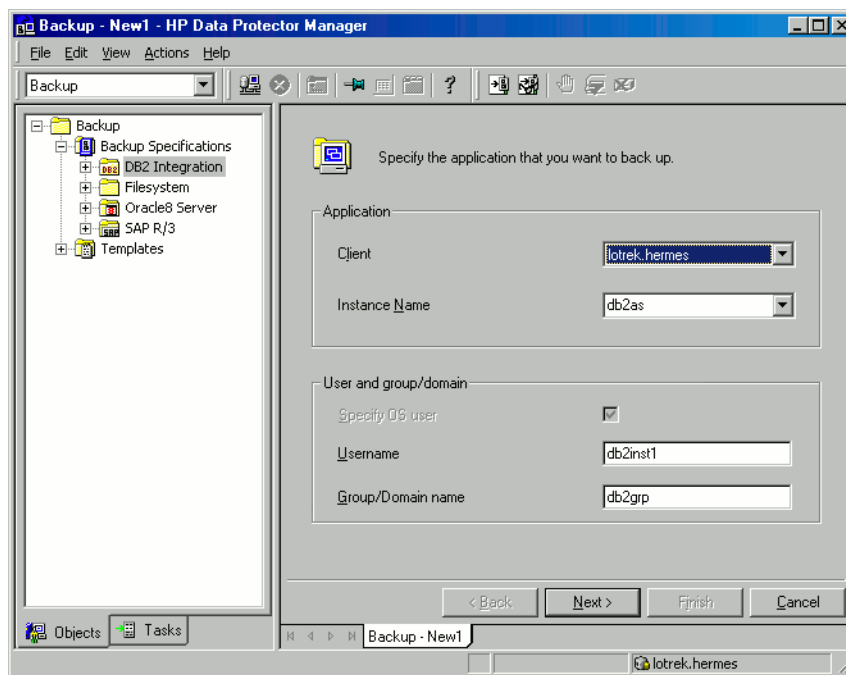 Backup - New1 - HP Data Protector Manager
File Edit View Actions Help
Backup
?
Backup
Backup Specifications
DB2 DB2 Integration
Filesystem
Oracle8 Server
SAP SAP R/3
Templates
Specify the application that you want to back up.
Application
Client lotrek.hermes
Instance Name db2as
User and group/domain
Specify OS user
Username db2inst1
Group/Domain name db2grp
< Back Next > Finish Cancel
Objects Tasks
Backup - New1
lotrek.hermes